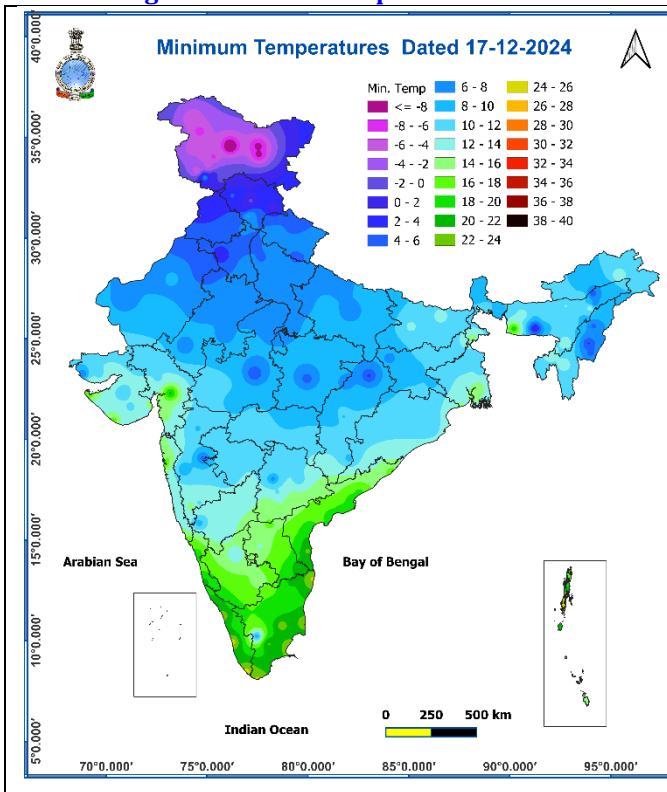 Minimum Temperatures Dated 17-12-2024
Min. Temp
<= -8
-8 - -6
-6 - -4
-4 - -2
-2 - 0
0 - 2
2 - 4
4 - 6
6 - 8
8 - 10
10 - 12
12 - 14
14 - 16
16 - 18
18 - 20
20 - 22
22 - 24
24 - 26
26 - 28
28 - 30
30 - 32
32 - 34
34 - 36
36 - 38
38 - 40
40°0.000'
35°0.000'
30°0.000'
25°0.000'
20°0.000'
15°0.000'
10°0.000'
5°0.000'
Arabian Sea
Bay of Bengal
Indian Ocean
0 250 500 km
70°0.000'
75°0.000'
80°0.000'
85°0.000'
90°0.000'
95°0.000'